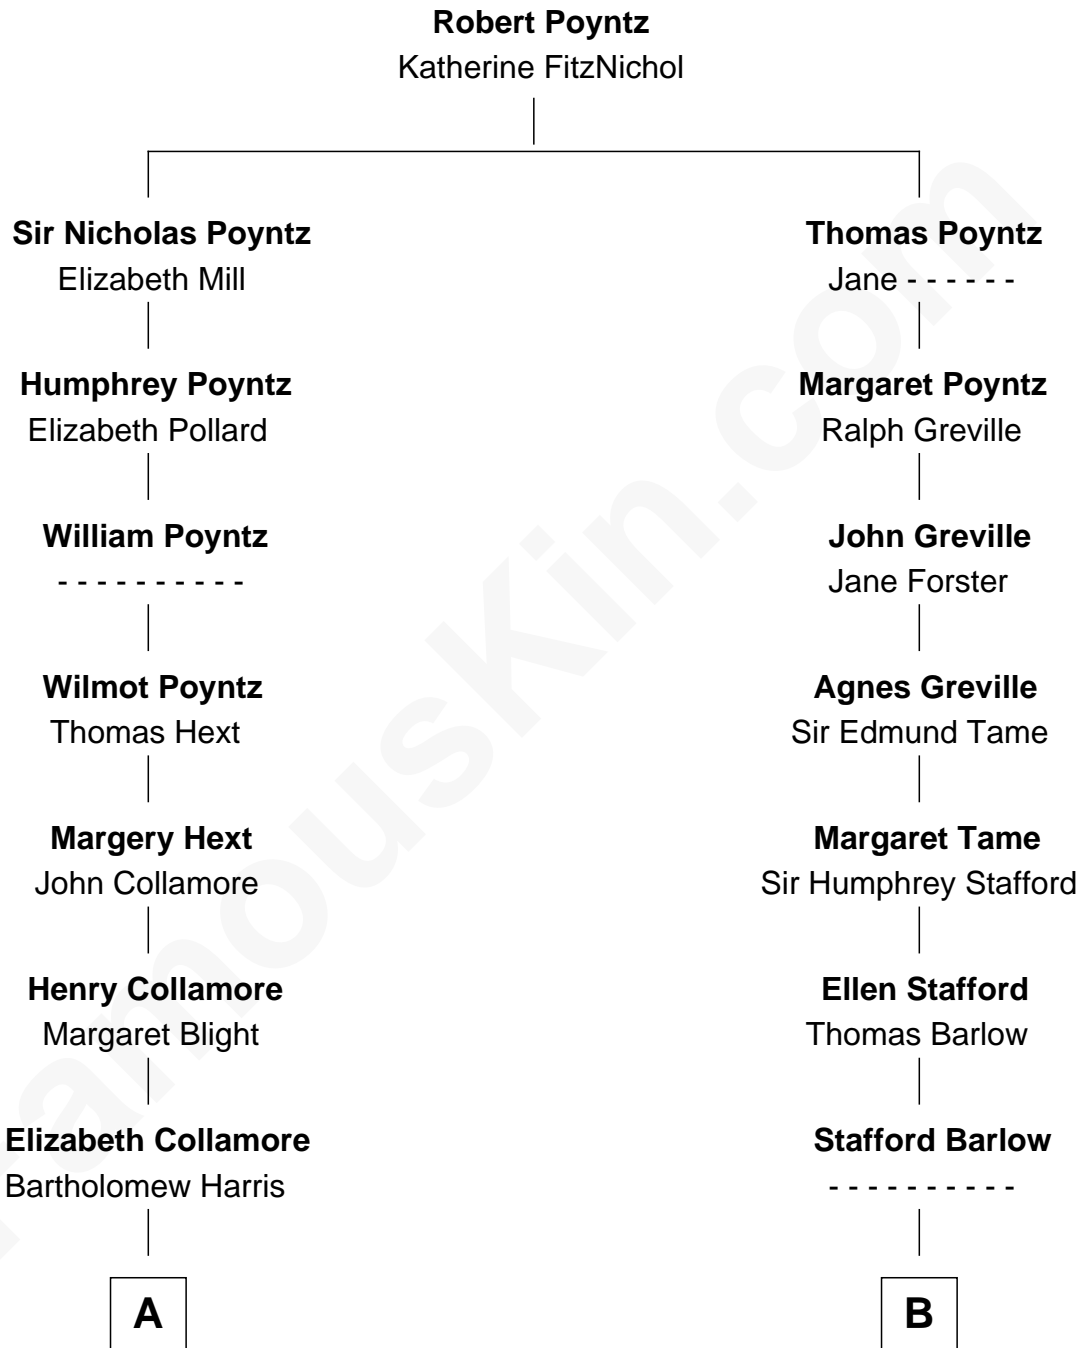 Robert Poyntz
Katherine FitzNichol
Sir Nicholas Poyntz
Elizabeth Mill
Thomas Poyntz
Jane - - - - - -
Humphrey Poyntz
Elizabeth Pollard
Margaret Poyntz
Ralph Greville
William Poyntz
- - - - - - - - - -
John Greville
Jane Forster
Wilmot Poyntz
Thomas Hext
Agnes Greville
Sir Edmund Tame
Margery Hext
John Collamore
Margaret Tame
Sir Humphrey Stafford
Henry Collamore
Margaret Blight
Ellen Stafford
Thomas Barlow
Elizabeth Collamore
Bartholomew Harris
Stafford Barlow
- - - - - - - - - -
A
B
FamousKin.com